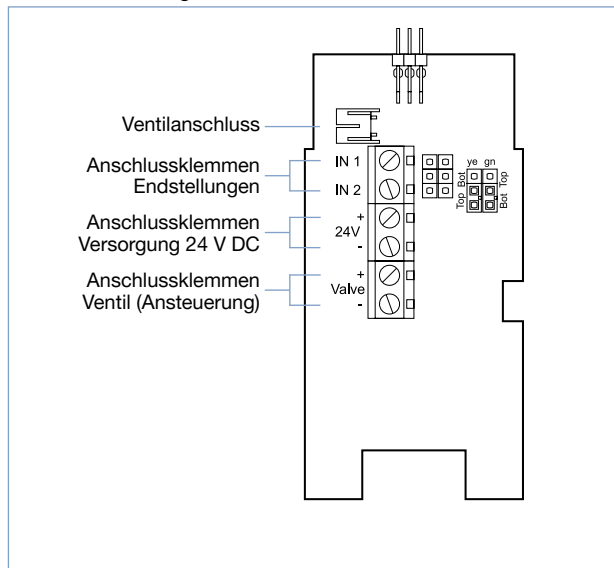 Ventilanschluss
Anschlussklemmen
Endstellungen
Anschlussklemmen
Versorgung 24 V DC
Anschlussklemmen
Ventil (Ansteuerung)
IN 1
IN 2
+
24V
-
+
Valve
-
ye gn
Bot Top
Top Bot